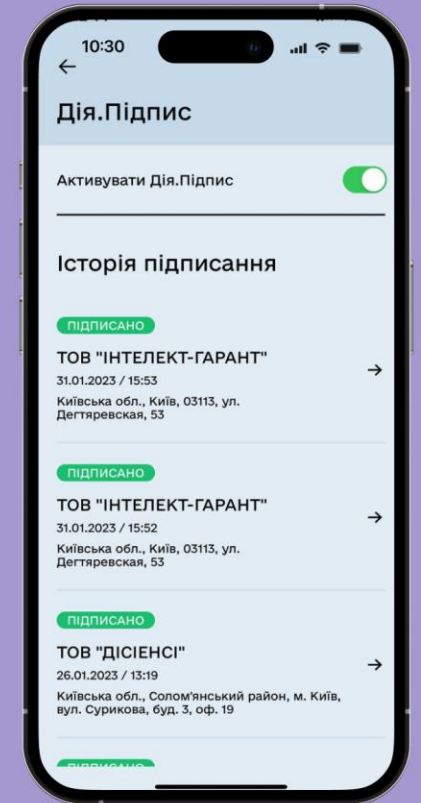 10:30
Дія.Підпис
Активувати Дія.Підпис
Історія підписання
ПІДПИСАНО
ТОВ "ІНТЕЛЕКТ-ГАРАНТ"
31.01.2023 / 15:53
Київська обл., Київ, 03113, ул.
Дегтяревская, 53
ПІДПИСАНО
ТОВ "ІНТЕЛЕКТ-ГАРАНТ"
31.01.2023 / 15:52
Київська обл., Київ, 03113, ул.
Дегтяревская, 53
ПІДПИСАНО
ТОВ "ДІСІЕНСІ"
26.01.2023 / 13:19
Київська обл., Солом'янський район, м. Київ,
вул. Сурикова, буд. 3, оф. 19
ПІДПИСАНО